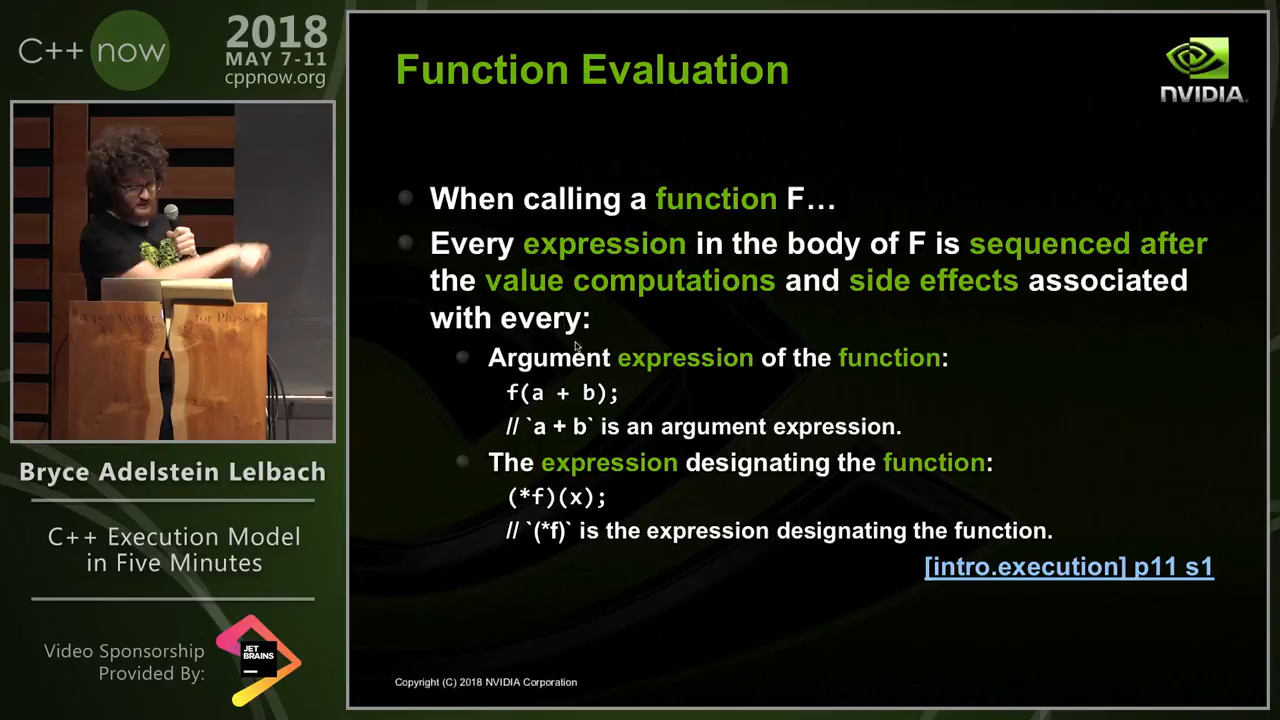 C++ now
2018
MAY 7-11
cppnow.org
Function Evaluation
NVIDIA.
When calling a function F…
Every expression in the body of F is sequenced after
the value computations and side effects associated
with every:
Argument expression of the function:
f(a + b);
// `a + b` is an argument expression.
The expression designating the function:
(*f)(x);
// `(*f)` is the expression designating the function.
[intro.execution] p11 s1
Copyright (C) 2018 NVIDIA Corporation
Center for Physics
Bryce Adelstein Lelbach
C++ Execution Model
in Five Minutes
Video Sponsorship
Provided By:
JET
BRAINS